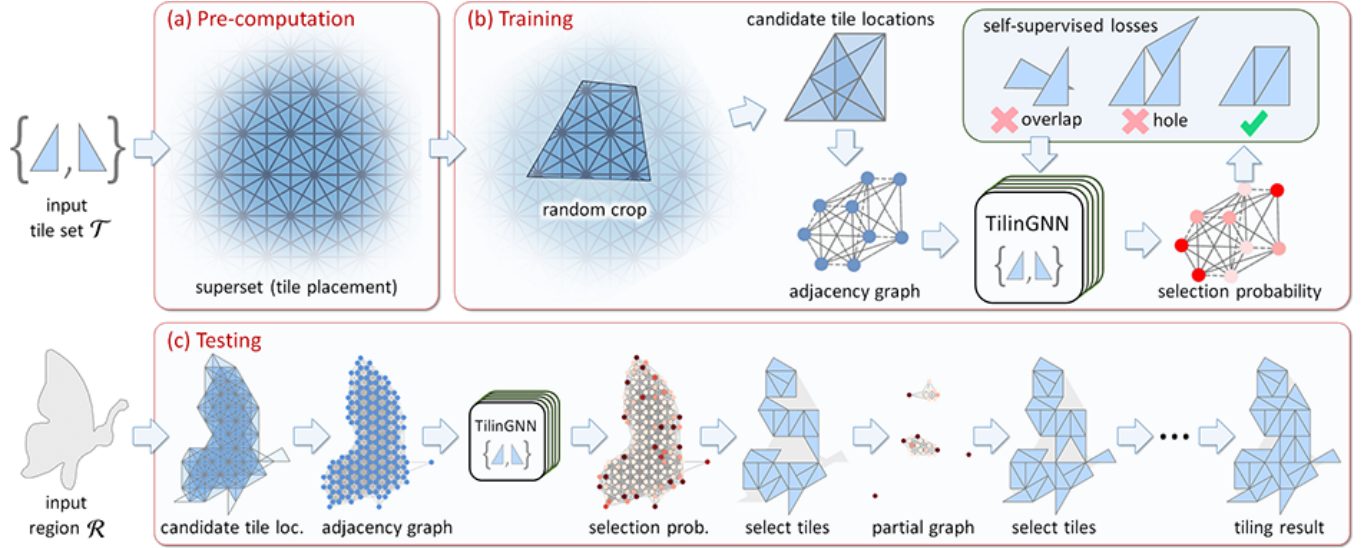 (a) Pre-computation
(b) Training
candidate tile locations
self-supervised losses
{ , }
input
tile set 𝒯
superset (tile placement)
random crop
overlap
hole
adjacency graph
TilinGNN
{ , }
selection probability
(c) Testing
input
region ℛ
candidate tile loc.
adjacency graph
TilinGNN
{ , }
selection prob.
select tiles
partial graph
select tiles
•••
tiling result